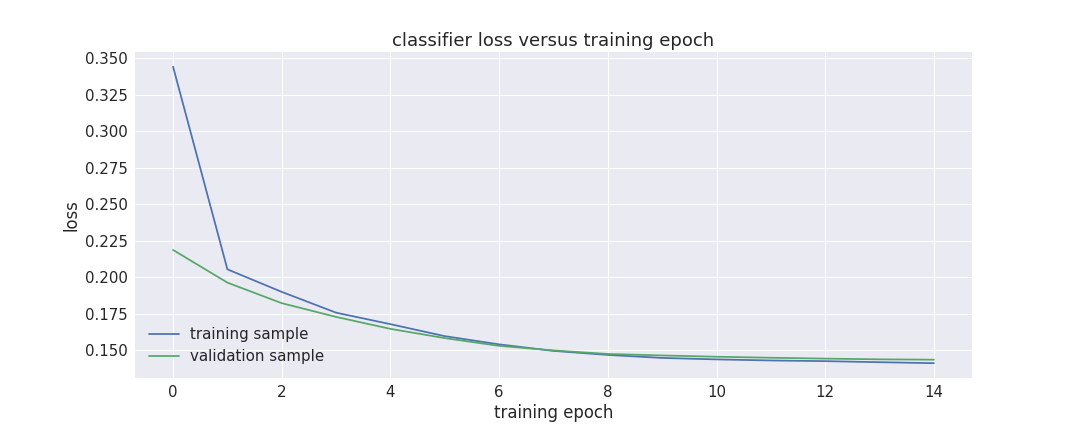 classifier loss versus training epoch
0.350
0.325
0.300
0.275
0.250
0.225
0.200
0.175
0.150
loss
training sample
validation sample
0 2 4 6 8 10 12 14
training epoch